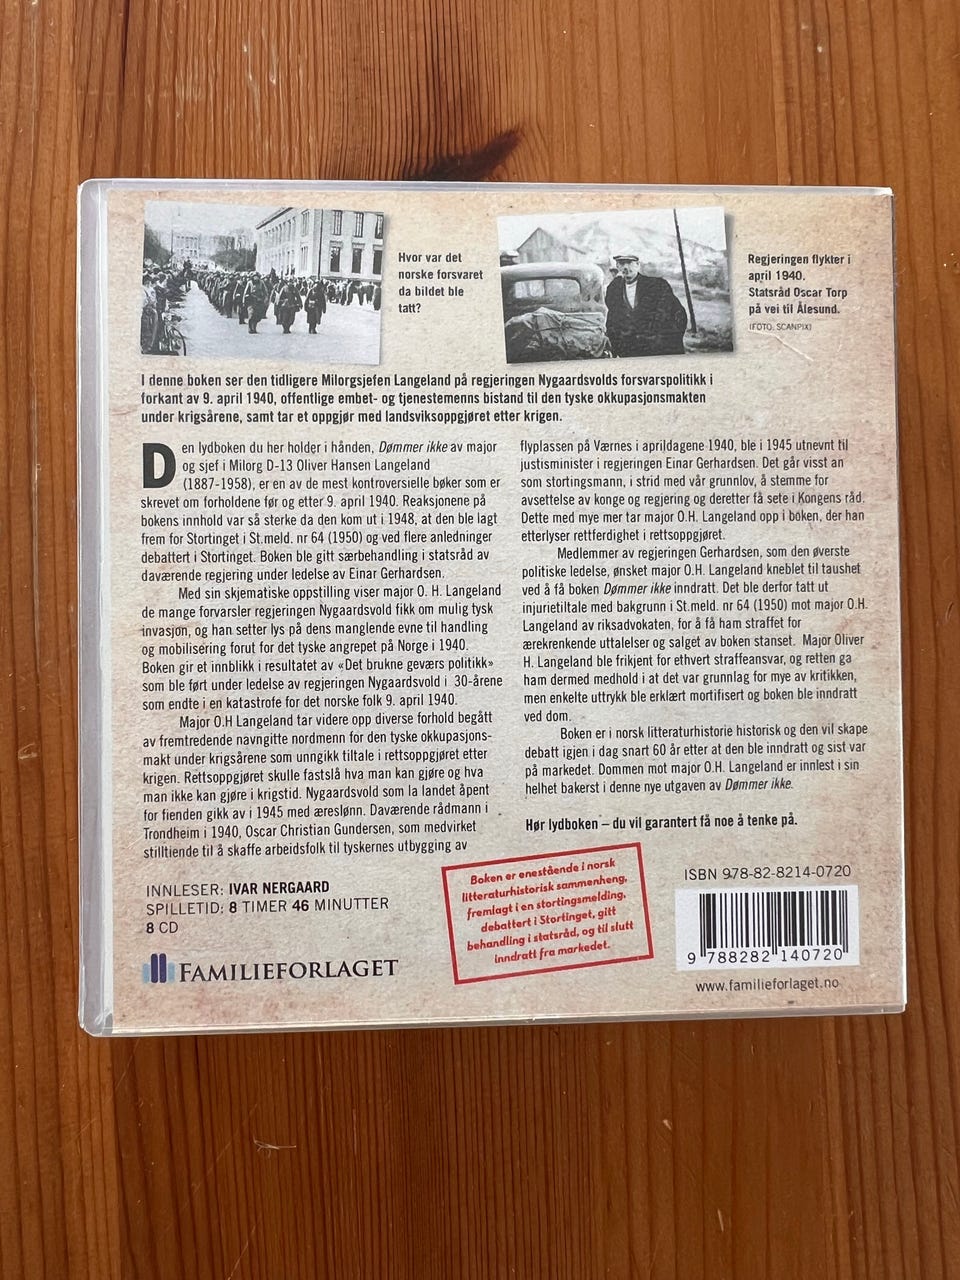 Hvor var det
norske forsvaret
da bildet ble
tatt?
Regjeringen flykter i
april 1940.
Statsråd Oscar Torp
på vei til Ålesund.
(FOTO: SCANPIX)
I denne boken ser den tidligere Milorgsjefen Langeland på regjeringen Nygaardsvolds forsvarspolitikk i
forkant av 9. april 1940, offentlige embet- og tjenestemenns bistand til den tyske okkupasjonsmakten
under krigsårene, samt tar et oppgjør med landsviksoppgjøret etter krigen.
Den lydboken du her holder i hånden, Dømmer ikke av major
og sjef i Milorg D-13 Oliver Hansen Langeland
(1887-1958), er en av de mest kontroversielle bøker som er
skrevet om forholdene før og etter 9. april 1940. Reaksjonene på
bokens innhold var så sterke da den kom ut i 1948, at den ble lagt
frem for Stortinget i St.meld. nr 64 (1950) og ved flere anledninger
debattert i Stortinget. Boken ble gitt særbehandling i statsråd av
daværende regjering under ledelse av Einar Gerhardsen.
Med sin skjematiske oppstilling viser major O. H. Langeland
de mange forvarsler regjeringen Nygaardsvold fikk om mulig tysk
invasjon, og han setter lys på dens manglende evne til handling
og mobilisering forut for det tyske angrepet på Norge i 1940.
Boken gir et innblikk i resultatet av «Det brukne geværs politikk»
som ble ført under ledelse av regjeringen Nygaardsvold i 30-årene
som endte i en katastrofe for det norske folk 9. april 1940.
Major O.H Langeland tar videre opp diverse forhold begått
av fremtredende navngitte nordmenn for den tyske okkupasjons-
makt under krigsårene som unngikk tiltale i rettsoppgjøret etter
krigen. Rettsoppgjøret skulle fastslå hva man kan gjøre og hva
man ikke kan gjøre i krigstid. Nygaardsvold som la landet åpent
for fienden gikk av i 1945 med æreslønn. Daværende rådmann i
Trondheim i 1940, Oscar Christian Gundersen, som medvirket
stilltiende til å skaffe arbeidsfolk til tyskernes utbygging av
flyplassen på Værnes i aprildagene 1940, ble i 1945 utnevnt til
justisminister i regjeringen Einar Gerhardsen. Det går visst an
som stortingsmann, i strid med vår grunnlov, å stemme for
avsettelse av konge og regjering og deretter få sete i Kongens råd.
Dette med mye mer tar major O.H. Langeland opp i boken, der han
etterlyser rettferdighet i rettsoppgjøret.
Medlemmer av regjeringen Gerhardsen, som den øverste
politiske ledelse, ønsket major O.H. Langeland kneblet til taushet
ved å få boken Dømmer ikke inndratt. Det ble derfor tatt ut
injurietiltale med bakgrunn i St.meld. nr 64 (1950) mot major O.H.
Langeland av riksadvokaten, for å få ham straffet for
ærekrenkende uttalelser og salget av boken stanset. Major Oliver
H. Langeland ble frikjent for ethvert straffeansvar, og retten ga
ham dermed medhold i at det var grunnlag for mye av kritikken,
men enkelte uttrykk ble erklært mortifisert og boken ble inndratt
ved dom.
Boken er i norsk litteraturhistorie historisk og den vil skape
debatt igjen i dag snart 60 år etter at den ble inndratt og sist var
på markedet. Dommen mot major O.H. Langeland er innlest i sin
helhet bakerst i denne nye utgaven av Dømmer ikke.
Hør lydboken – du vil garantert få noe å tenke på.
INNLESER: IVAR NERGAARD
SPILLETID: 8 TIMER 46 MINUTTER
8 CD
FAMILIEFORLAGET
Boken er enestående i norsk
litteraturhistorisk sammenheng,
fremlagt i en stortingsmelding,
debattert i Stortinget, gitt
behandling i statsråd, og til slutt
inndratt fra markedet.
ISBN 978-82-8214-0720
9 788282 140720
www.familieforlaget.no